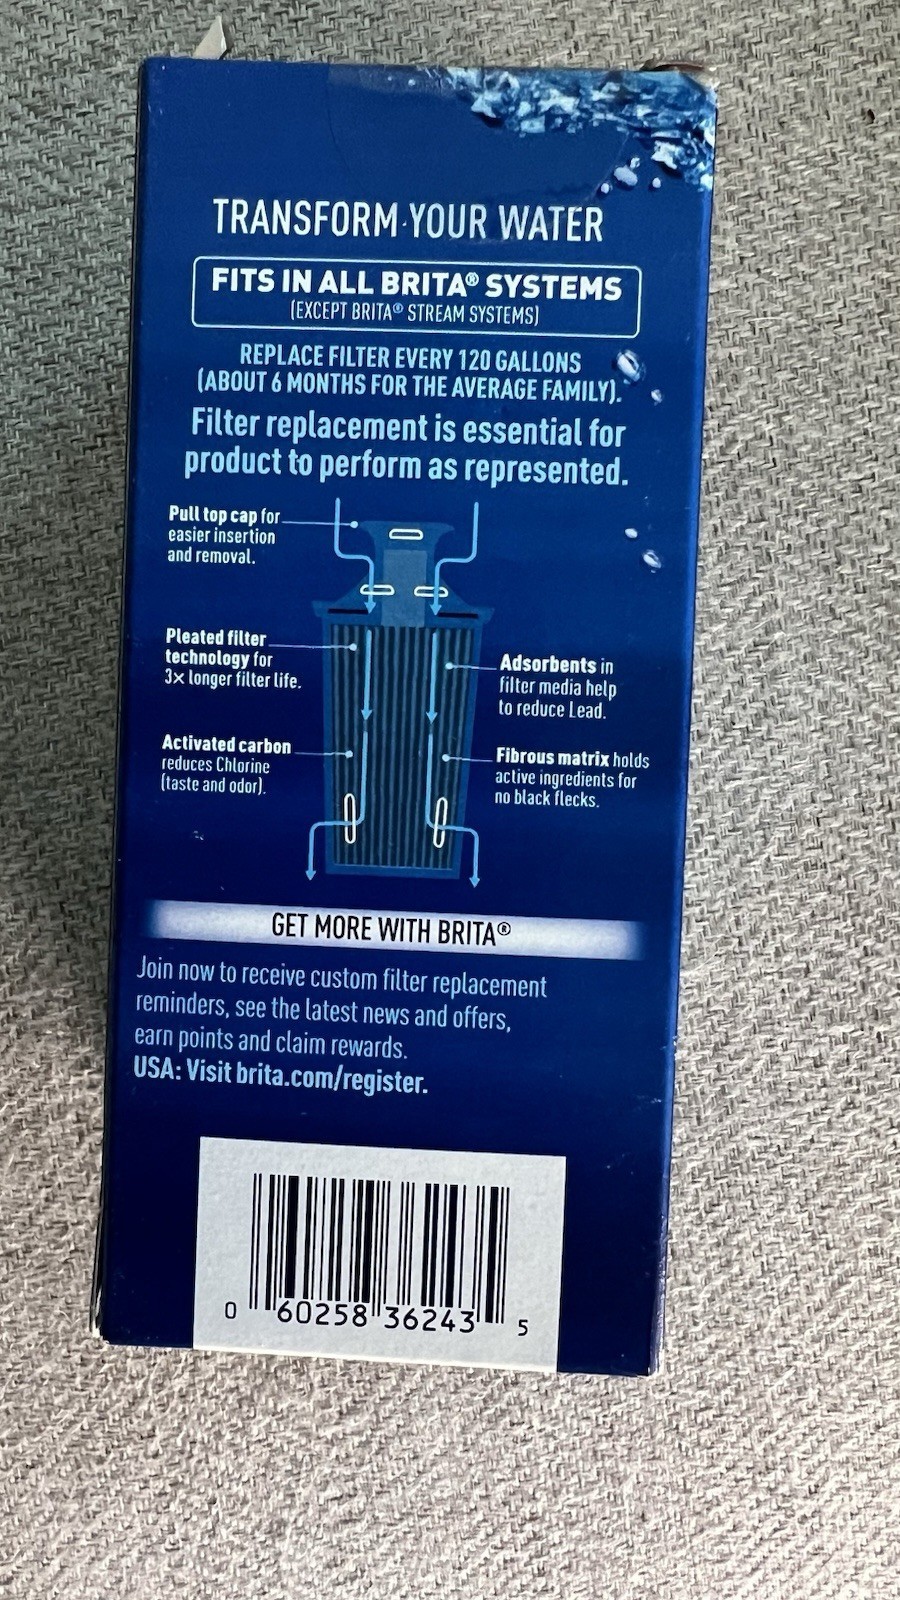 TRANSFORM YOUR WATER
FITS IN ALL BRITA® SYSTEMS
(EXCEPT BRITA® STREAM SYSTEMS)
REPLACE FILTER EVERY 120 GALLONS
(ABOUT 6 MONTHS FOR THE AVERAGE FAMILY).
Filter replacement is essential for
product to perform as represented.
Pull top cap for
easier insertion
and removal.
Pleated filter
technology for
3x longer filter life.
Adsorbents in
filter media help
to reduce Lead.
Activated carbon
reduces Chlorine
(taste and odor).
Fibrous matrix holds
active ingredients for
no black flecks.
GET MORE WITH BRITA®
Join now to receive custom filter replacement
reminders, see the latest news and offers,
earn points and claim rewards.
USA: Visit brita.com/register.
0 60258 36243 5